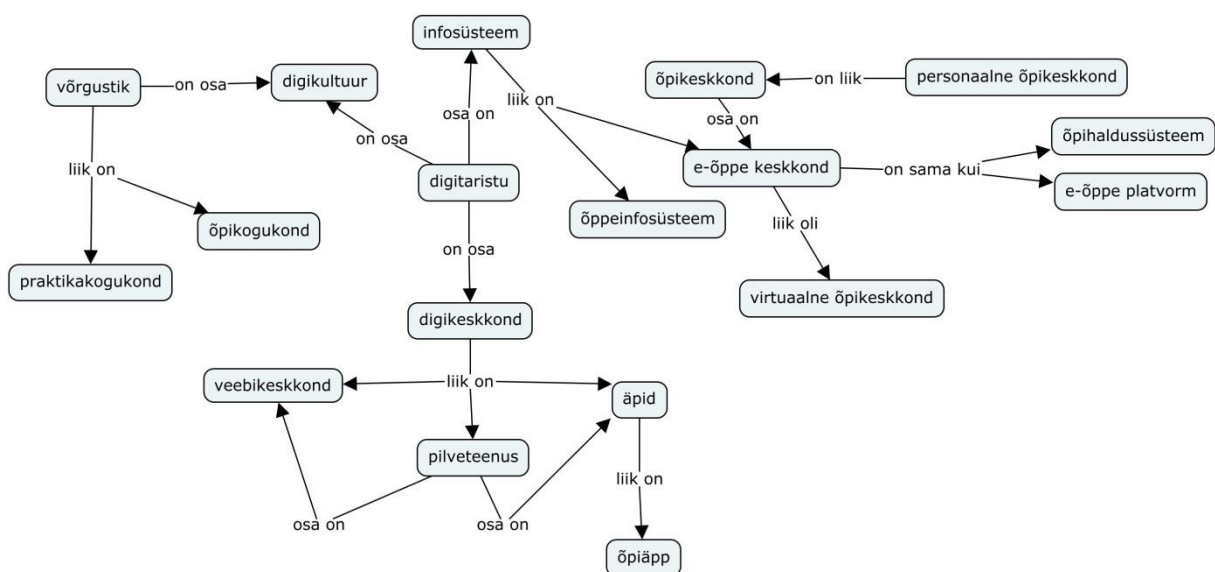 infosüsteem
võrgustik
on osa
digikultuur
õpikeskkond
on liik
personaalne õpikeskkond
liik on
osa on
osa on
on osa
õpihaldussüsteem
liik on
digitaristu
e-õppe keskkond
on sama kui
e-õppe platvorm
õpikogukond
õppeinfosüsteem
liik oli
on osa
praktikakogukond
virtuaalne õpikeskkond
digikeskkond
veebikeskkond
liik on
äpid
pilveteenus
liik on
osa on
osa on
õpiäpp